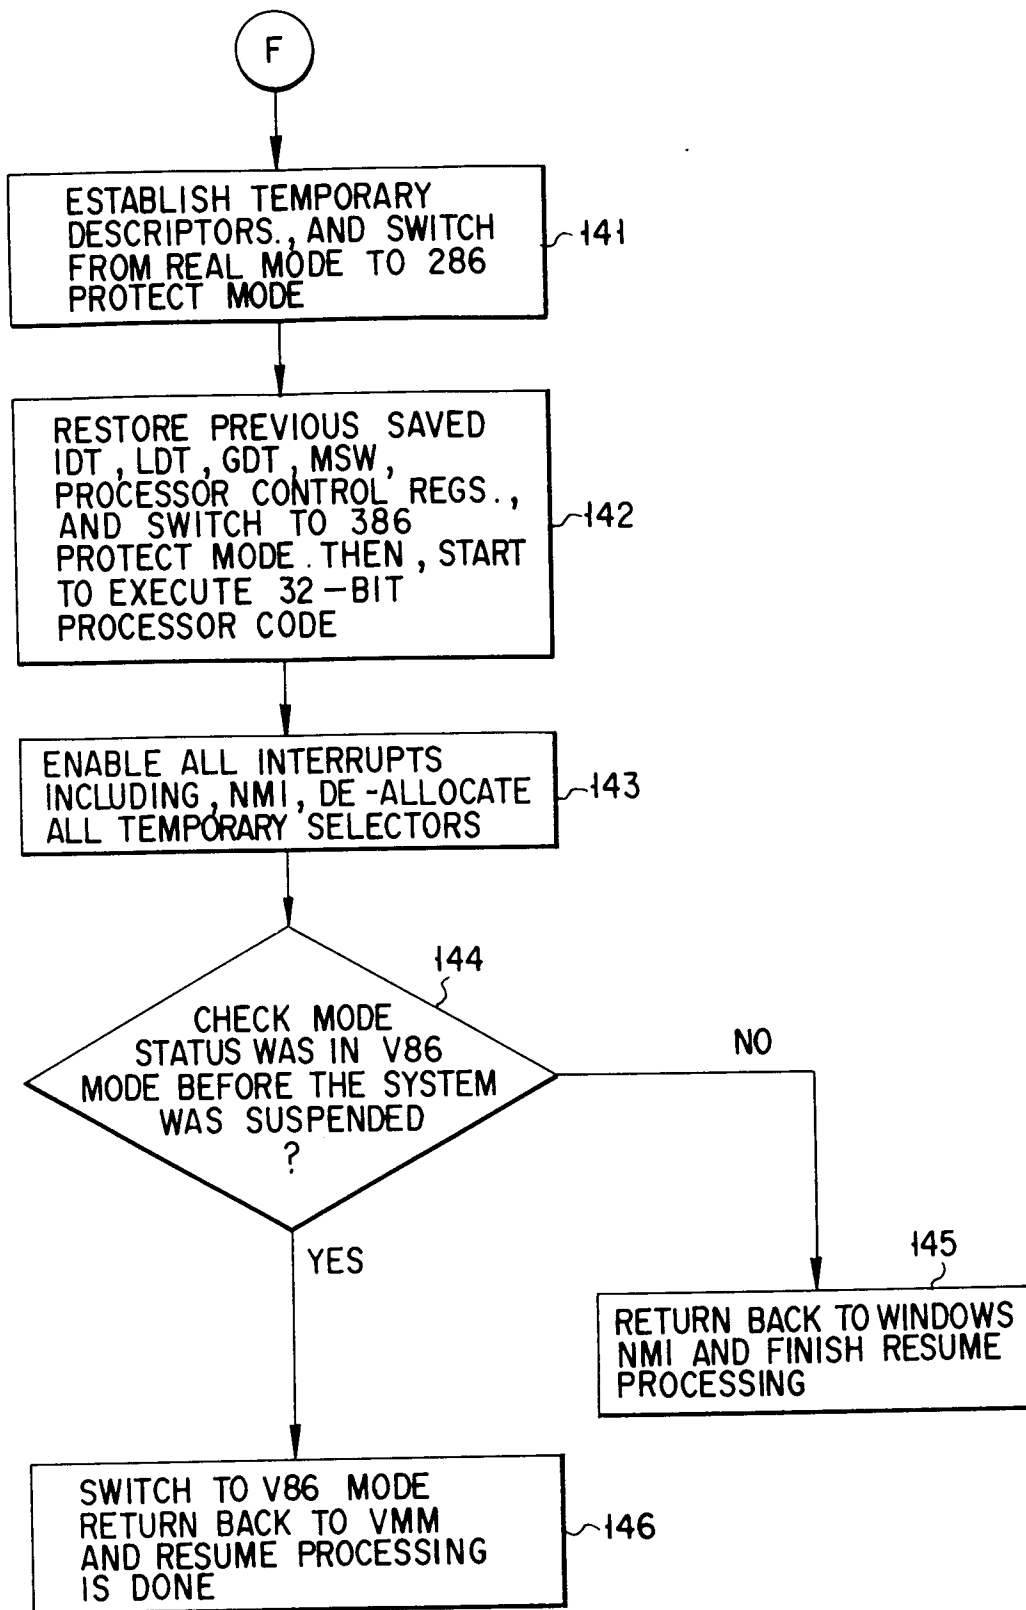 F
ESTABLISH TEMPORARY
DESCRIPTORS., AND SWITCH
FROM REAL MODE TO 286
PROTECT MODE
141
RESTORE PREVIOUS SAVED
IDT, LDT, GDT, MSW,
PROCESSOR CONTROL REGS.,
AND SWITCH TO 386
PROTECT MODE. THEN, START
TO EXECUTE 32-BIT
PROCESSOR CODE
142
ENABLE ALL INTERRUPTS
INCLUDING, NMI, DE-ALLOCATE
ALL TEMPORARY SELECTORS
143
144
CHECK MODE
STATUS WAS IN V86
MODE BEFORE THE SYSTEM
WAS SUSPENDED
?
NO
YES
145
RETURN BACK TO WINDOWS
NMI AND FINISH RESUME
PROCESSING
SWITCH TO V86 MODE
RETURN BACK TO VMM
AND RESUME PROCESSING
IS DONE
146